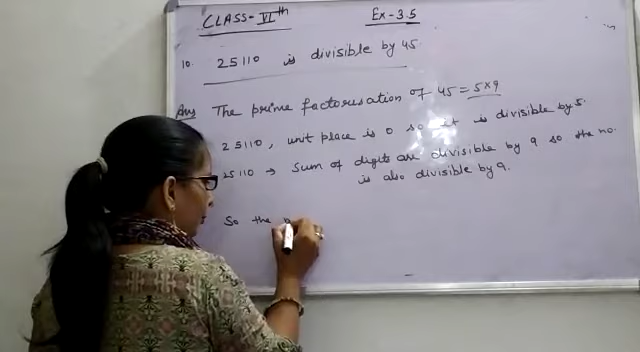 CLASS-VIth Ex-3.5
10. 25110 is divisible by 45.
Ans The prime factorisation of 45 = 5×9
25110, unit place is 0 so it is divisible by 5.
25110 → Sum of digits are divisible by 9 so the no.
is also divisible by 9.
So the